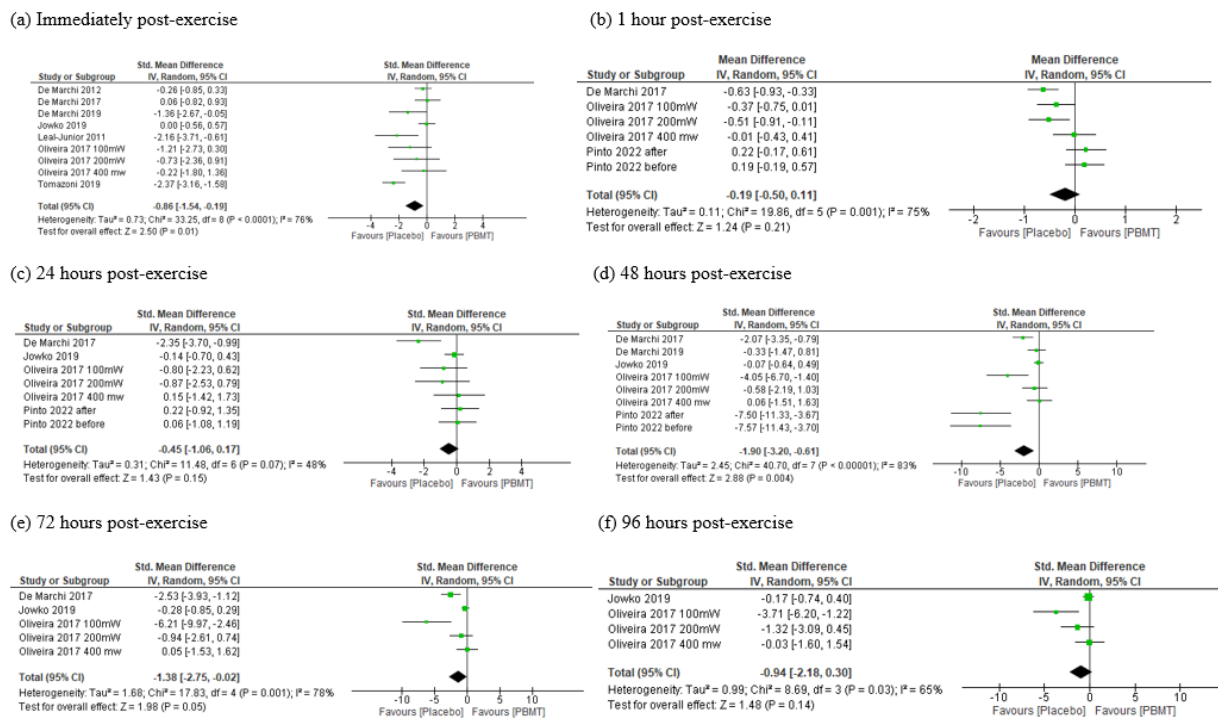 (a) Immediately post-exercise
Std. Mean Difference Std. Mean Difference
Study or Subgroup IV, Random, 95% CI IV, Random, 95% CI
De Marchi 2012 -0.26 [-0.85, 0.33]
De Marchi 2017 0.06 [-0.82, 0.93]
De Marchi 2019 -1.36 [-2.67, -0.05]
Jowko 2019 0.00 [-0.56, 0.57]
Leal-Junior 2011 -2.16 [-3.71, -0.61]
Oliveira 2017 100mW -1.21 [-2.73, 0.30]
Oliveira 2017 200mW -0.73 [-2.36, 0.91]
Oliveira 2017 400 mw -0.22 [-1.80, 1.36]
Tomazoni 2019 -2.37 [-3.16, -1.58]
Total (95% CI) -0.86 [-1.54, -0.19]
Heterogeneity: Tau² = 0.73; Chi² = 33.25, df = 8 (P < 0.0001); I² = 76%
Test for overall effect: Z = 2.50 (P = 0.01)
-4 -2 0 2 4
Favours [Placebo] Favours [PBMT]
(b) 1 hour post-exercise
Mean Difference Mean Difference
Study or Subgroup IV, Random, 95% CI IV, Random, 95% CI
De Marchi 2017 -0.63 [-0.93, -0.33]
Oliveira 2017 100mW -0.37 [-0.75, 0.01]
Oliveira 2017 200mW -0.51 [-0.91, -0.11]
Oliveira 2017 400 mw -0.01 [-0.43, 0.41]
Pinto 2022 after 0.22 [-0.17, 0.61]
Pinto 2022 before 0.19 [-0.19, 0.57]
Total (95% CI) -0.19 [-0.50, 0.11]
Heterogeneity: Tau² = 0.11; Chi² = 19.86, df = 5 (P = 0.001); I² = 75%
Test for overall effect: Z = 1.24 (P = 0.21)
-2 -1 0 1 2
Favours [Placebo] Favours [PBMT]
(c) 24 hours post-exercise
Std. Mean Difference Std. Mean Difference
Study or Subgroup IV, Random, 95% CI IV, Random, 95% CI
De Marchi 2017 -2.35 [-3.70, -0.99]
Jowko 2019 -0.14 [-0.70, 0.43]
Oliveira 2017 100mW -0.80 [-2.23, 0.62]
Oliveira 2017 200mW -0.87 [-2.53, 0.79]
Oliveira 2017 400 mw 0.15 [-1.42, 1.73]
Pinto 2022 after 0.22 [-0.92, 1.35]
Pinto 2022 before 0.06 [-1.08, 1.19]
Total (95% CI) -0.45 [-1.06, 0.17]
Heterogeneity: Tau² = 0.31; Chi² = 11.48, df = 6 (P = 0.07); I² = 48%
Test for overall effect: Z = 1.43 (P = 0.15)
-4 -2 0 2 4
Favours [Placebo] Favours [PBMT]
(d) 48 hours post-exercise
Std. Mean Difference Std. Mean Difference
Study or Subgroup IV, Random, 95% CI IV, Random, 95% CI
De Marchi 2017 -2.07 [-3.35, -0.79]
De Marchi 2019 -0.33 [-1.47, 0.81]
Jowko 2019 -0.07 [-0.64, 0.49]
Oliveira 2017 100mW -4.05 [-6.70, -1.40]
Oliveira 2017 200mW -0.58 [-2.19, 1.03]
Oliveira 2017 400 mw 0.06 [-1.51, 1.63]
Pinto 2022 after -7.50 [-11.33, -3.67]
Pinto 2022 before -7.57 [-11.43, -3.70]
Total (95% CI) -1.90 [-3.20, -0.61]
Heterogeneity: Tau² = 2.45; Chi² = 40.70, df = 7 (P < 0.00001); I² = 83%
Test for overall effect: Z = 2.88 (P = 0.004)
-10 -5 0 5 10
Favours [Placebo] Favours [PBMT]
(e) 72 hours post-exercise
Std. Mean Difference Std. Mean Difference
Study or Subgroup IV, Random, 95% CI IV, Random, 95% CI
De Marchi 2017 -2.53 [-3.93, -1.12]
Jowko 2019 -0.28 [-0.85, 0.29]
Oliveira 2017 100mW -6.21 [-9.97, -2.46]
Oliveira 2017 200mW -0.94 [-2.61, 0.74]
Oliveira 2017 400 mw 0.05 [-1.53, 1.62]
Total (95% CI) -1.38 [-2.75, -0.02]
Heterogeneity: Tau² = 1.68; Chi² = 17.83, df = 4 (P = 0.001); I² = 78%
Test for overall effect: Z = 1.98 (P = 0.05)
-10 -5 0 5 10
Favours [Placebo] Favours [PBMT]
(f) 96 hours post-exercise
Std. Mean Difference Std. Mean Difference
Study or Subgroup IV, Random, 95% CI IV, Random, 95% CI
Jowko 2019 -0.17 [-0.74, 0.40]
Oliveira 2017 100mW -3.71 [-6.20, -1.22]
Oliveira 2017 200mW -1.32 [-3.09, 0.45]
Oliveira 2017 400 mw -0.03 [-1.60, 1.54]
Total (95% CI) -0.94 [-2.18, 0.30]
Heterogeneity: Tau² = 0.99; Chi² = 8.69, df = 3 (P = 0.03); I² = 65%
Test for overall effect: Z = 1.48 (P = 0.14)
-10 -5 0 5 10
Favours [Placebo] Favours [PBMT]